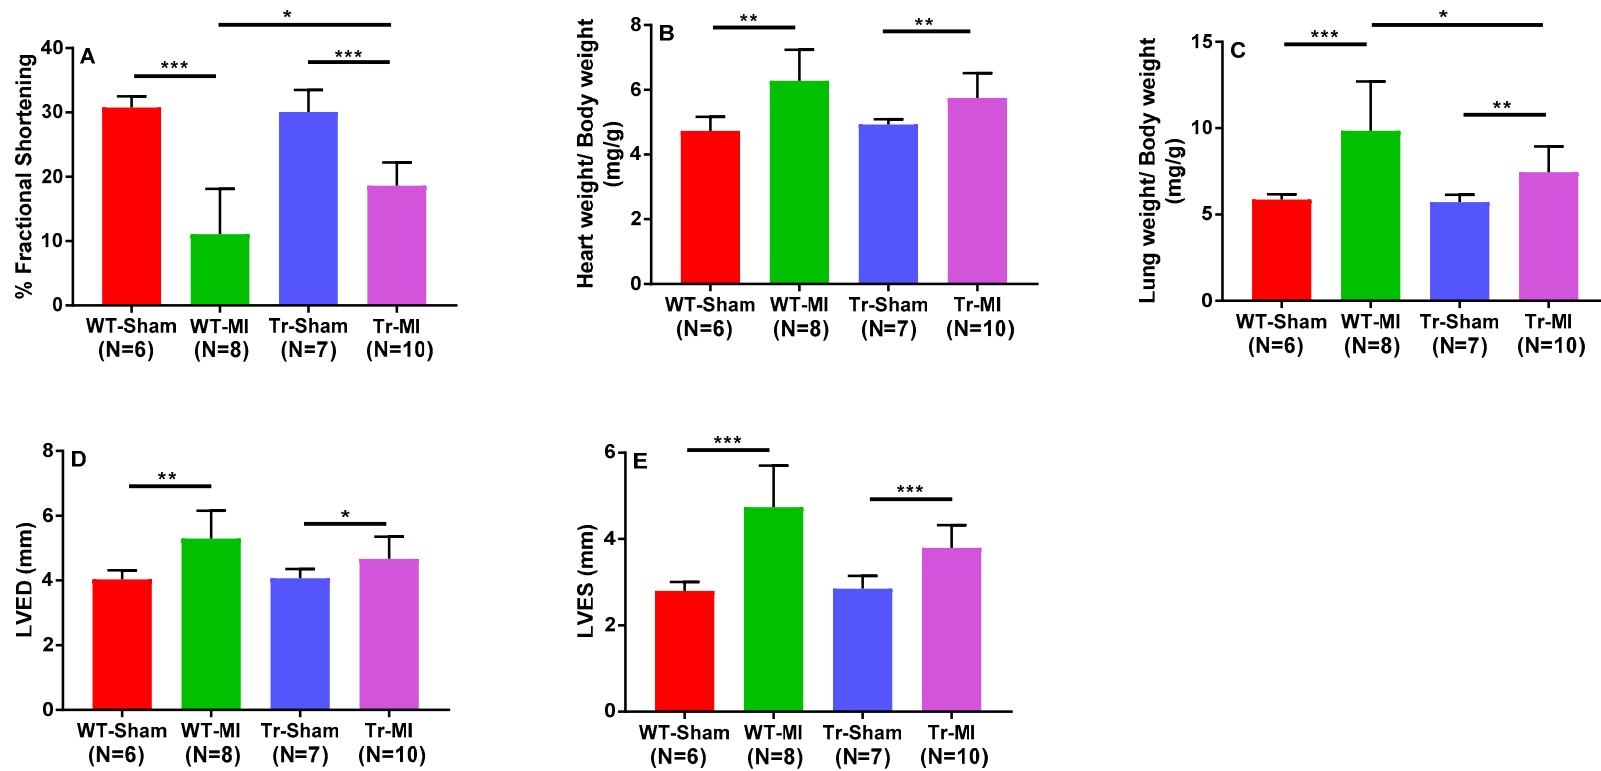 A
% Fractional Shortening
40
30
20
10
0
***
*
***
WT-Sham WT-MI Tr-Sham Tr-MI
(N=6) (N=8) (N=7) (N=10)
B
Heart weight/ Body weight
(mg/g)
8
6
4
2
0
**
**
WT-Sham WT-MI Tr-Sham Tr-MI
(N=6) (N=8) (N=7) (N=10)
C
Lung weight/ Body weight
(mg/g)
15
10
5
0
***
*
**
WT-Sham WT-MI Tr-Sham Tr-MI
(N=6) (N=8) (N=7) (N=10)
D
LVED (mm)
8
6
4
2
0
**
*
WT-Sham WT-MI Tr-Sham Tr-MI
(N=6) (N=8) (N=7) (N=10)
E
LVES (mm)
6
4
2
0
***
***
WT-Sham WT-MI Tr-Sham Tr-MI
(N=6) (N=8) (N=7) (N=10)